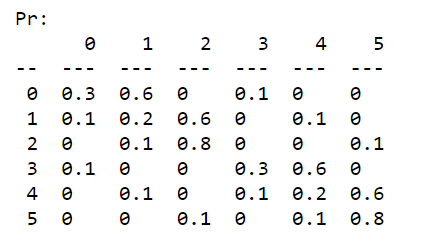 Pr:
0 1 2 3 4 5
-- --- --- --- --- --- ---
0 0.3 0.6 0 0.1 0 0
1 0.1 0.2 0.6 0 0.1 0
2 0 0.1 0.8 0 0 0.1
3 0.1 0 0 0.3 0.6 0
4 0 0.1 0 0.1 0.2 0.6
5 0 0 0.1 0 0.1 0.8